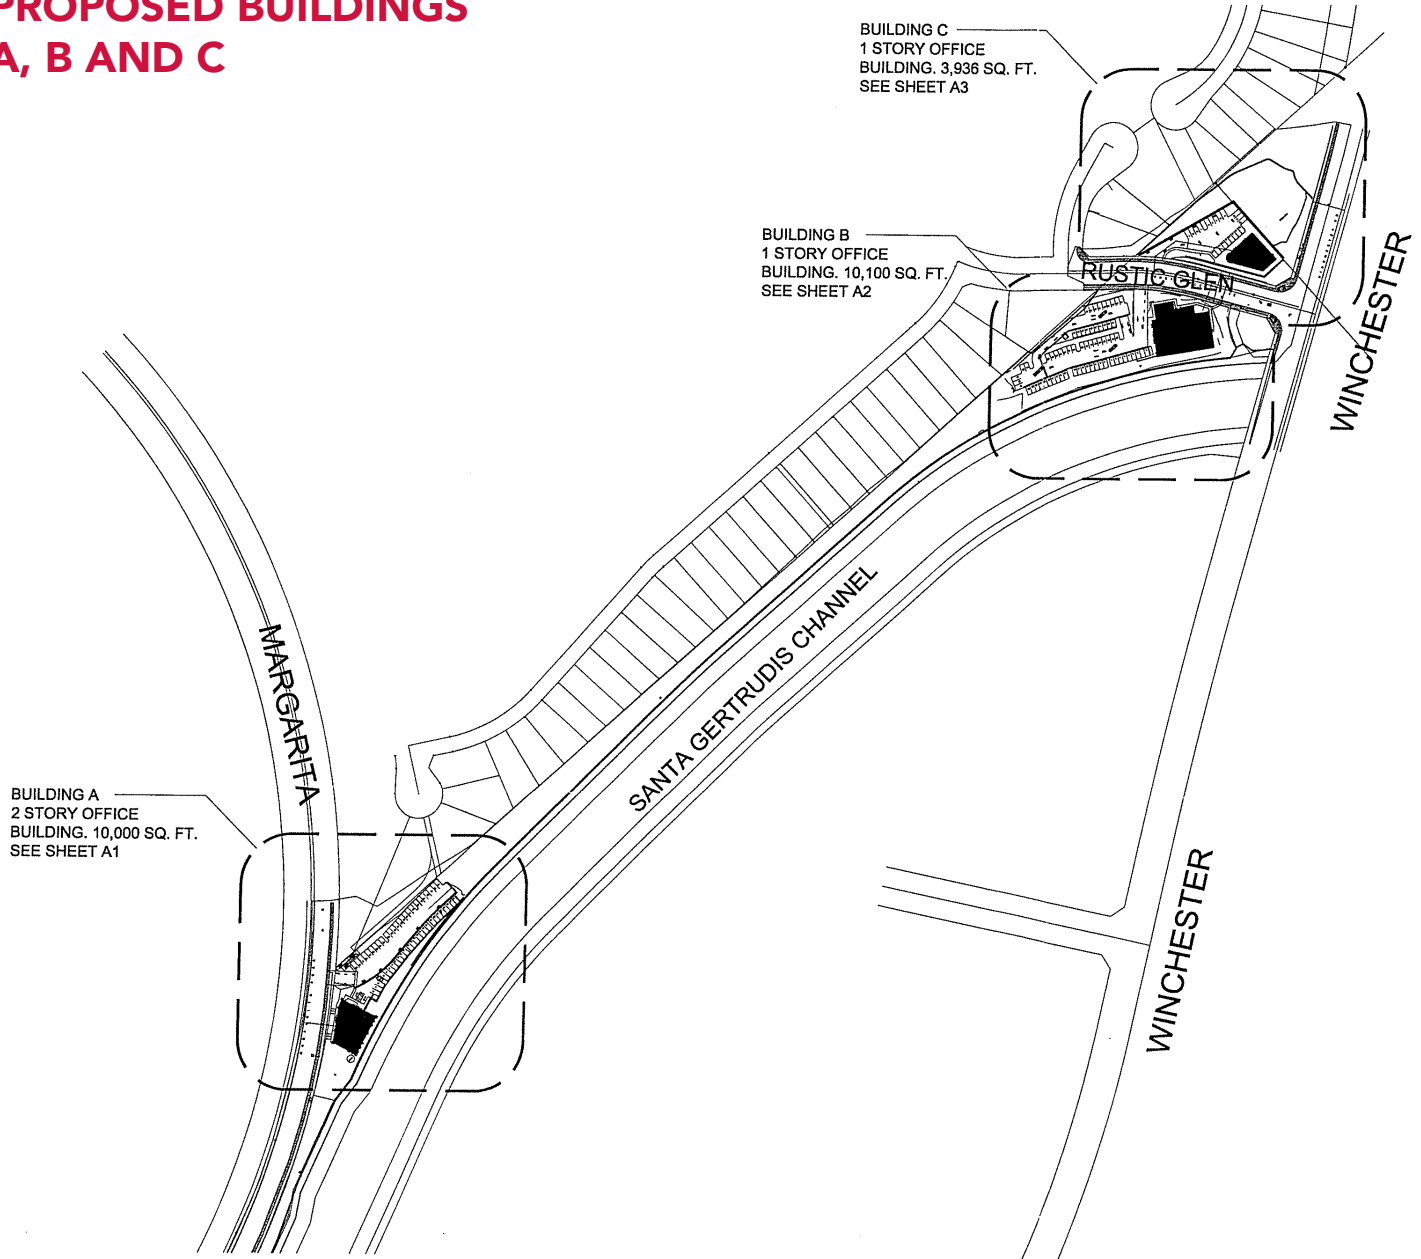 PROPOSED BUILDINGS
A, B AND C
BUILDING C
1 STORY OFFICE
BUILDING. 3,936 SQ. FT.
SEE SHEET A3
BUILDING B
1 STORY OFFICE
BUILDING. 10,100 SQ. FT.
SEE SHEET A2
RUSTIC GLEN
WINCHESTER
MARGARITA
SANTA GERTRUDIS CHANNEL
BUILDING A
2 STORY OFFICE
BUILDING. 10,000 SQ. FT.
SEE SHEET A1
WINCHESTER